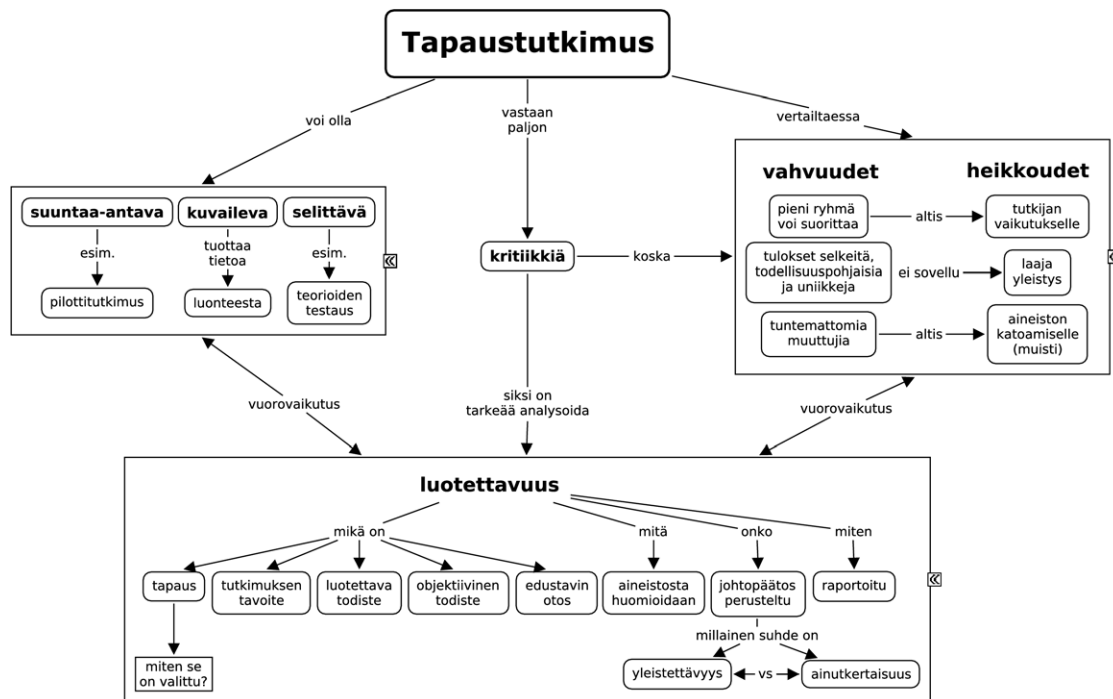 Tapaustutkimus
voi olla
vastaan
paljon
vertailtaessa
suuntaa-antava
kuvaileva
selittävä
esim.
tuottaa
tietoa
esim.
pilottitutkimus
luonteesta
teorioiden
testaus
kritiikkiä
koska
vahvuudet
heikkoudet
pieni ryhmä
voi suorittaa
altis
tutkijan
vaikutukselle
tulokset selkeitä,
todellisuuspohjaisia
ja uniikkeja
ei sovellu
laaja
yleistys
tuntemattomia
muuttujia
altis
aineiston
katoamiselle
(muisti)
vuorovaikutus
siksi on
tarkeää analysoida
vuorovaikutus
luotettavuus
mikä on
mitä
onko
miten
tapaus
tutkimuksen
tavoite
luotettava
todiste
objektiivinen
todiste
edustavin
otos
aineistosta
huomioidaan
johtopäätos
perusteltu
raportoitu
miten se
on valittu?
millainen suhde on
yleistettävyys
vs
ainutkertaisuus